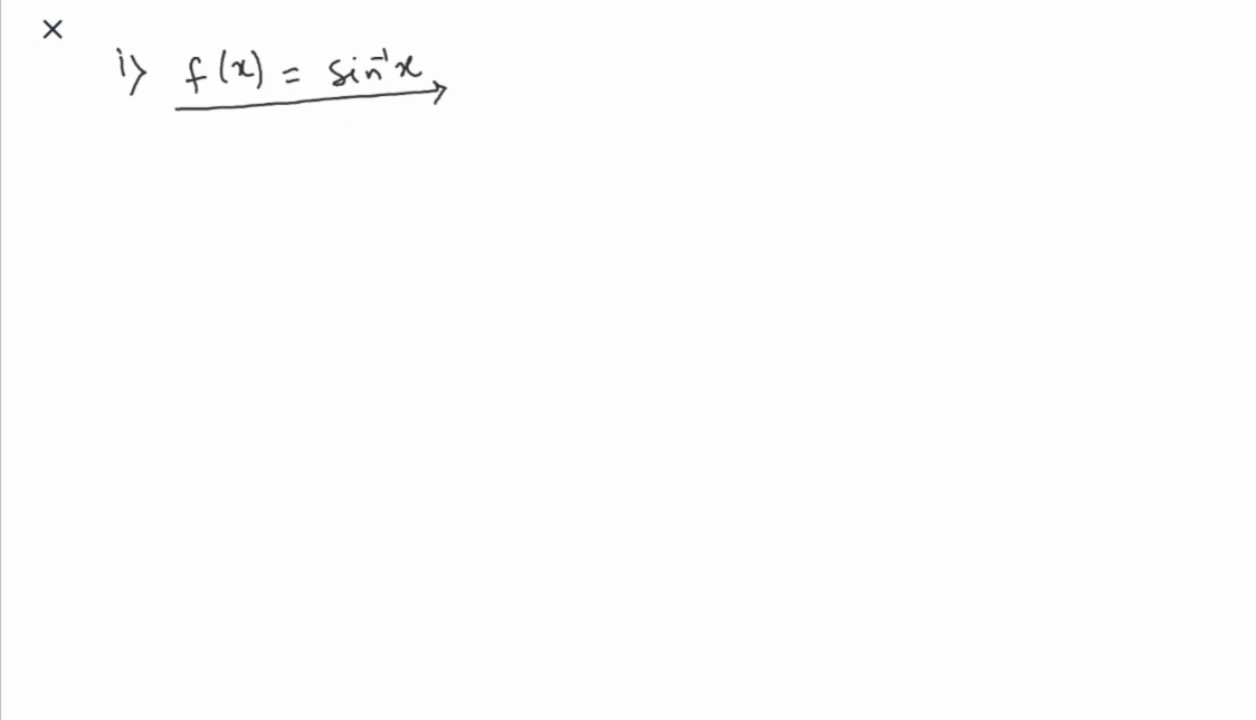 i) f(x) = sin⁻¹x